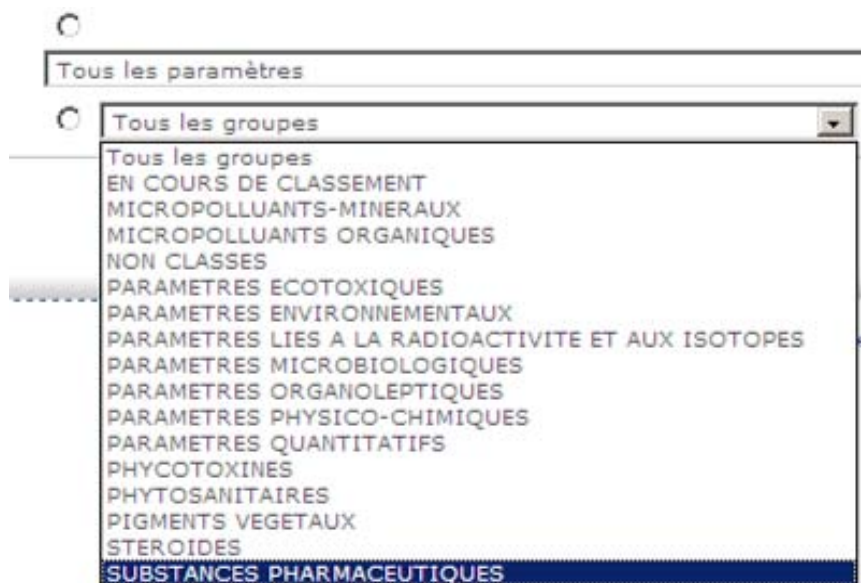 Tous les paramètres
Tous les groupes
Tous les groupes
EN COURS DE CLASSEMENT
MICROPOLLUANTS-MINERAUX
MICROPOLLUANTS ORGANIQUES
NON CLASSES
PARAMETRES ECOTOXIQUES
PARAMETRES ENVIRONNEMENTAUX
PARAMETRES LIES A LA RADIOACTIVITE ET AUX ISOTOPES
PARAMETRES MICROBIOLOGIQUES
PARAMETRES ORGANOLEPTIQUES
PARAMETRES PHYSICO-CHIMIQUES
PARAMETRES QUANTITATIFS
PHYCOTOXINES
PHYTOSANITAIRES
PIGMENTS VEGETAUX
STEROIDES
SUBSTANCES PHARMACEUTIQUES